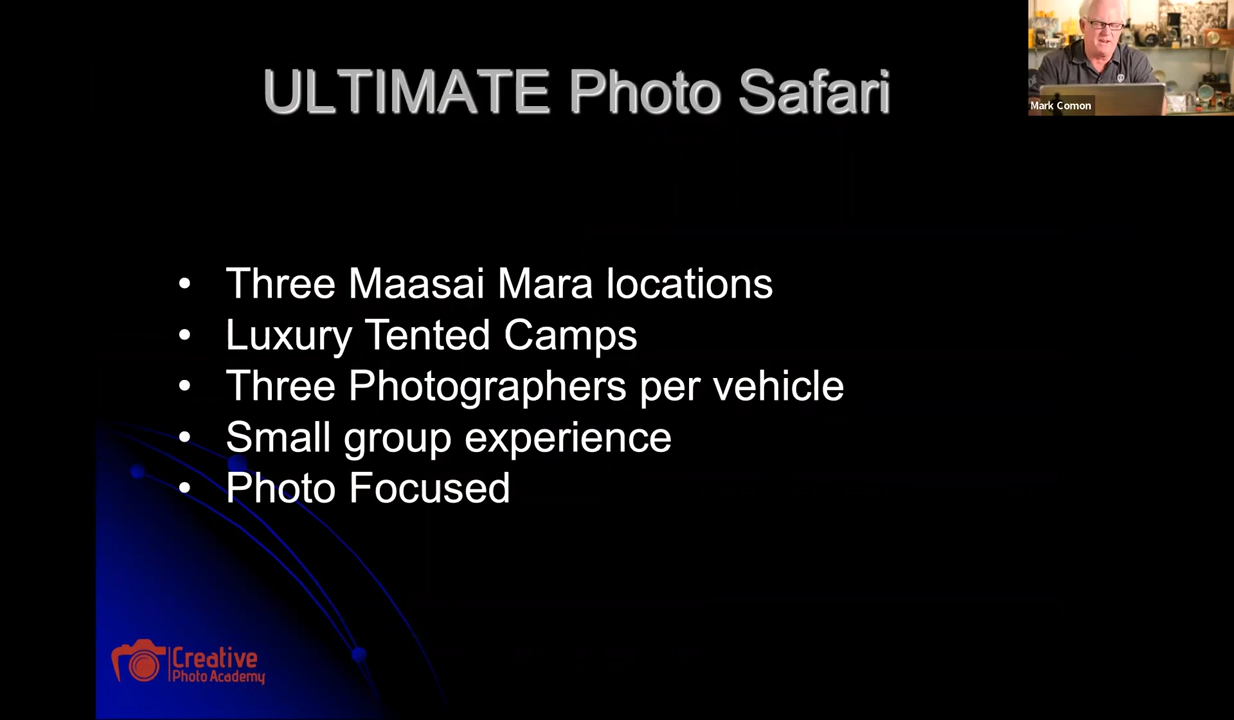 ULTIMATE Photo Safari
Mark Comon
• Three Maasai Mara locations
• Luxury Tented Camps
• Three Photographers per vehicle
• Small group experience
• Photo Focused
Creative
Photo Academy